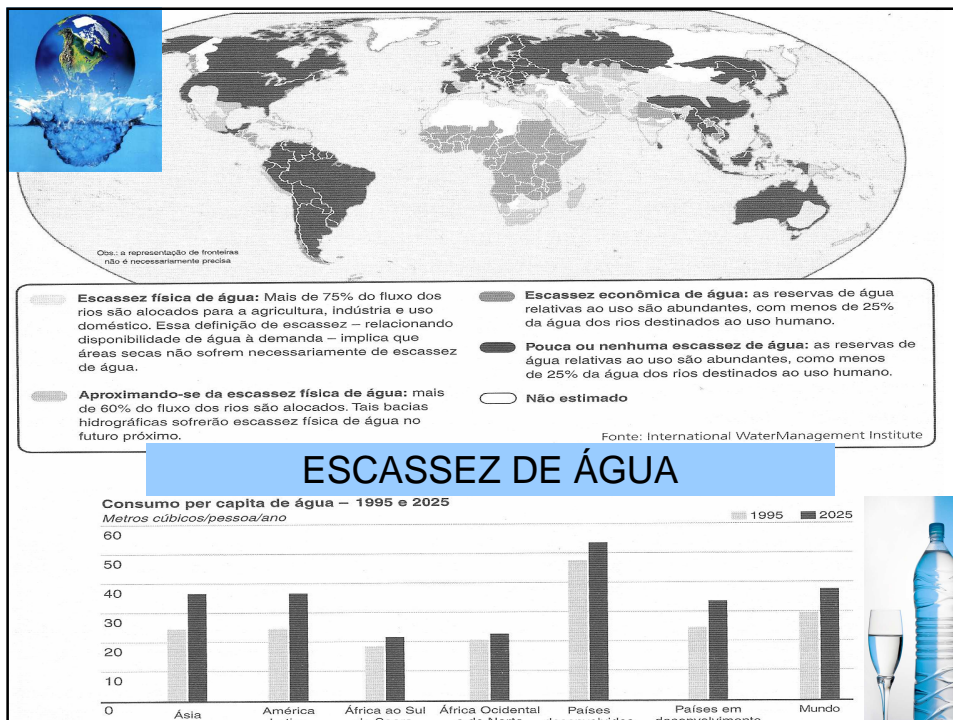 Obs.: a representação de fronteiras
não é necessariamente precisa
Escassez física de água: Mais de 75% do fluxo dos
rios são alocados para a agricultura, indústria e uso
doméstico. Essa definição de escassez – relacionando
disponibilidade de água à demanda – implica que
áreas secas não sofrem necessariamente de escassez
de água.
Aproximando-se da escassez física de água: mais
de 60% do fluxo dos rios são alocados. Tais bacias
hidrográficas sofrerão escassez física de água no
futuro próximo.
Escassez econômica de água: as reservas de água
relativas ao uso são abundantes, com menos de 25%
da água dos rios destinados ao uso humano.
Pouca ou nenhuma escassez de água: as reservas de
água relativas ao uso são abundantes, como menos
de 25% da água dos rios destinados ao uso humano.
Não estimado
Fonte: International WaterManagement Institute
ESCASSEZ DE ÁGUA
Consumo per capita de água – 1995 e 2025
Metros cúbicos/pessoa/ano
1995 2025
60
50
40
30
20
10
0
Ásia América África ao Sul África Ocidental Países Países em Mundo